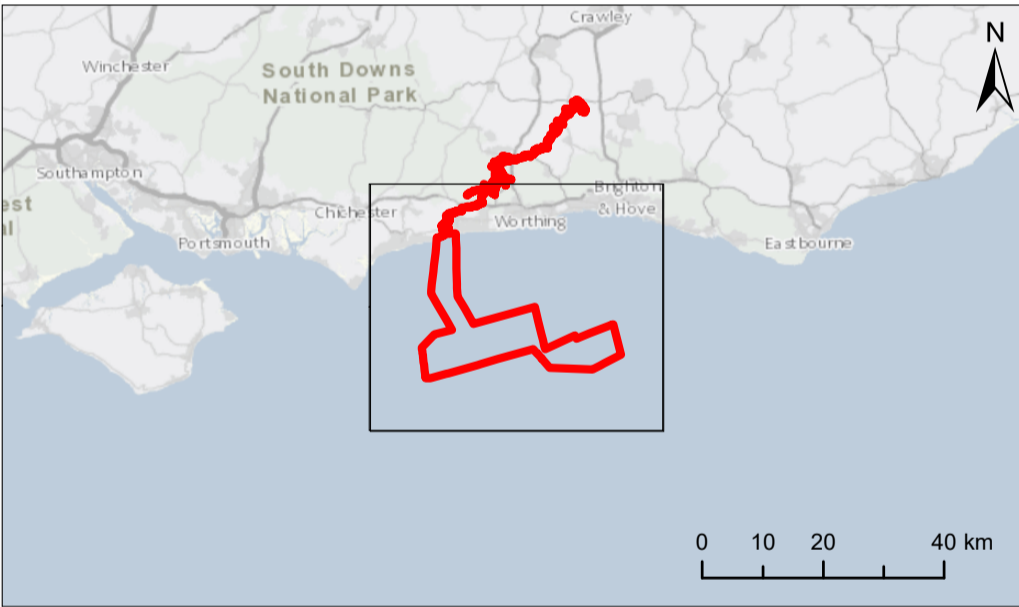 Crawley
N
Winchester
South Downs
National Park
Southampton
est
al
Chichester
Brighton
& Hove
Worthing
Portsmouth
Eastbourne
0 10 20 40 km